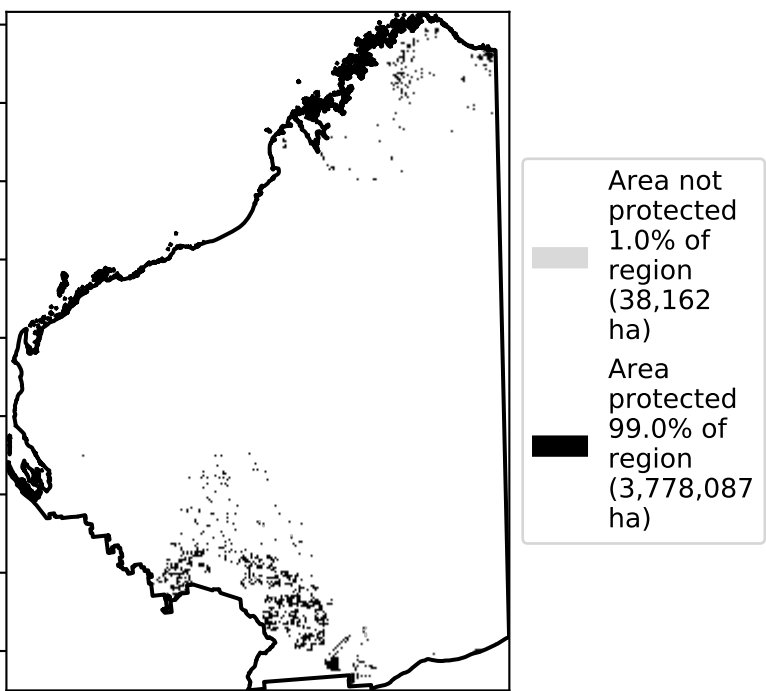 Area not
protected
1.0% of
region
(38,162
ha)
Area
protected
99.0% of
region
(3,778,087
ha)